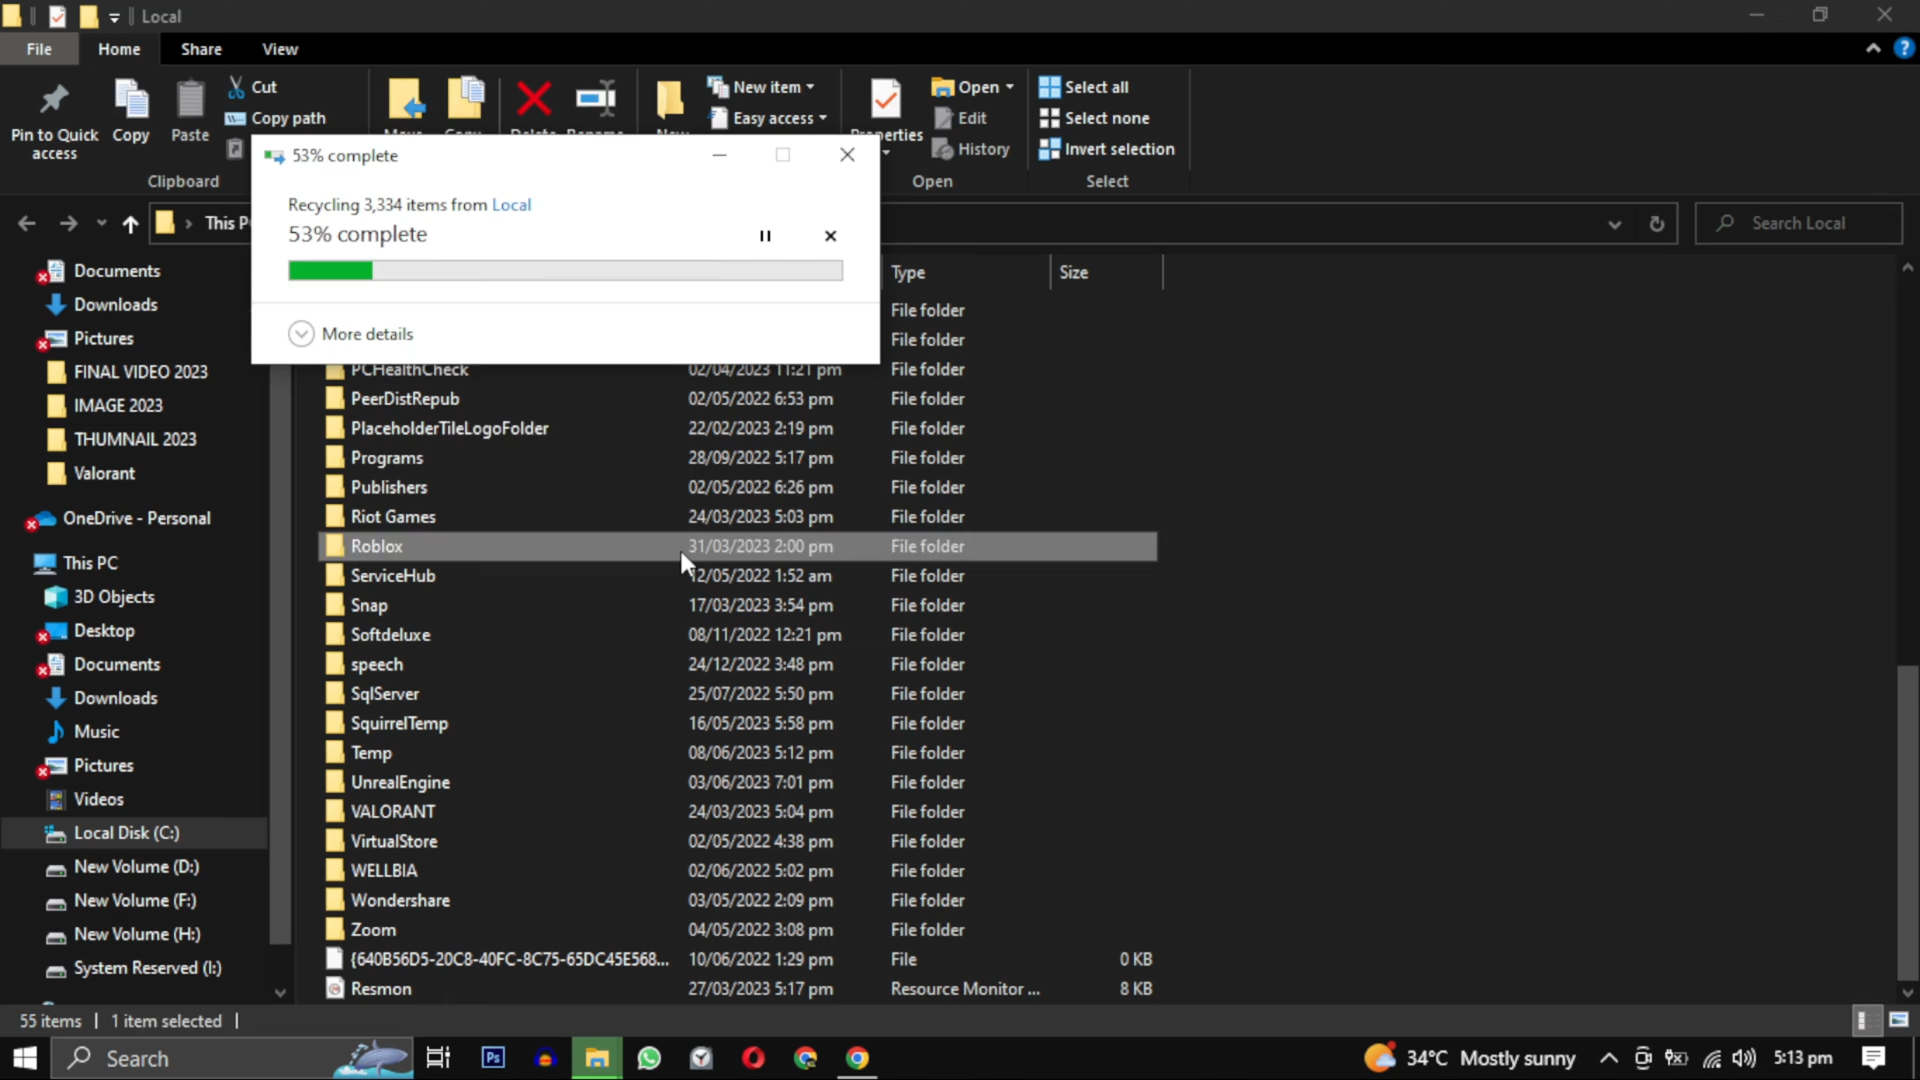 Local
File Home Share View
Pin to Quick access
Copy
Paste
Cut
Copy path
New item
Easy access
Properties
Open
Edit
History
Select all
Select none
Invert selection
Clipboard
Open
Select
53% complete
Recycling 3,334 items from Local
53% complete
More details
This P
Search Local
Documents
Downloads
Pictures
FINAL VIDEO 2023
IMAGE 2023
THUMNAIL 2023
Valorant
OneDrive - Personal
This PC
3D Objects
Desktop
Documents
Downloads
Music
Pictures
Videos
Local Disk (C:)
New Volume (D:)
New Volume (F:)
New Volume (H:)
System Reserved (I:)
Type Size
File folder
File folder
PCHealthCheck 02/04/2023 11:21 pm File folder
PeerDistRepub 02/05/2022 6:53 pm File folder
PlaceholderTileLogoFolder 22/02/2023 2:19 pm File folder
Programs 28/09/2022 5:17 pm File folder
Publishers 02/05/2022 6:26 pm File folder
Riot Games 24/03/2023 5:03 pm File folder
Roblox 31/03/2023 2:00 pm File folder
ServiceHub 12/05/2022 1:52 am File folder
Snap 17/03/2023 3:54 pm File folder
Softdeluxe 08/11/2022 12:21 pm File folder
speech 24/12/2022 3:48 pm File folder
SqlServer 25/07/2022 5:50 pm File folder
SquirrelTemp 16/05/2023 5:58 pm File folder
Temp 08/06/2023 5:12 pm File folder
UnrealEngine 03/06/2023 7:01 pm File folder
VALORANT 24/03/2023 5:04 pm File folder
VirtualStore 02/05/2022 4:38 pm File folder
WELLBIA 02/06/2022 5:02 pm File folder
Wondershare 03/05/2022 2:09 pm File folder
Zoom 04/05/2022 3:08 pm File folder
{640B56D5-20C8-40FC-8C75-65DC45E568... 10/06/2022 1:29 pm File 0 KB
Resmon 27/03/2023 5:17 pm Resource Monitor ... 8 KB
55 items 1 item selected
Search
Ps
34°C Mostly sunny
5:13 pm